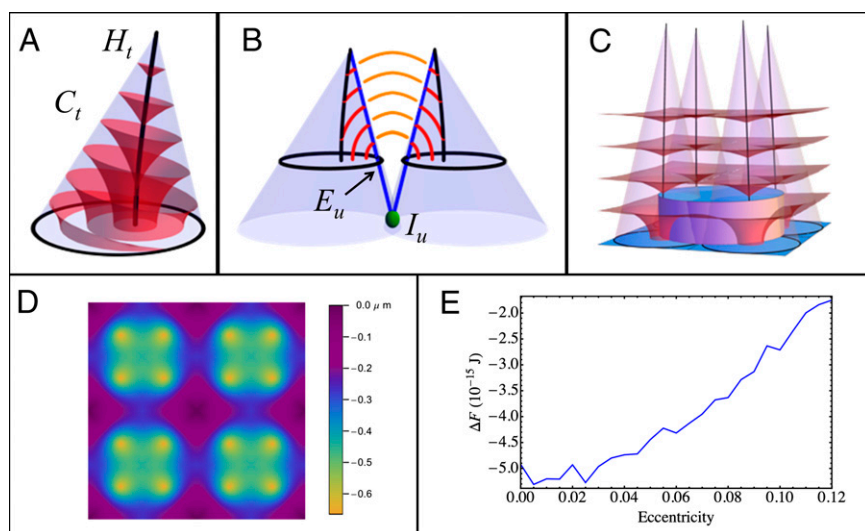 A
H_t
C_t
B
E_u
I_u
C
D
0.0 μm
-0.1
-0.2
-0.3
-0.4
-0.5
-0.6
E
ΔF (10^-15 J)
-2.0
-2.5
-3.0
-3.5
-4.0
-4.5
-5.0
0.00 0.02 0.04 0.06 0.08 0.10 0.12
Eccentricity